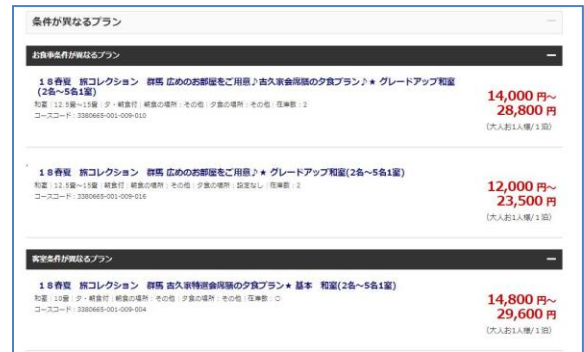 条件が異なるプラン
お食事条件が異なるプラン
18春夏 旅コレクション 群馬 広めのお部屋をご用意♪古久家会席膳の夕食プラン♪★ グレードアップ和室
(2名~5名1室)
和室|12.5畳~15畳|夕・朝食付|朝食の場所:その他|夕食の場所:その他|在庫数:2
コースコード:3380665-001-009-010
14,000 円~
28,800 円
(大人お1人様/1泊)
18春夏 旅コレクション 群馬 広めのお部屋をご用意♪★ グレードアップ和室(2名~5名1室)
和室|12.5畳~15畳|朝食付|朝食の場所:その他|夕食の場所:設定なし|在庫数:2
コースコード:3380665-001-009-016
12,000 円~
23,500 円
(大人お1人様/1泊)
客室条件が異なるプラン
18春夏 旅コレクション 群馬 古久家特選会席膳の夕食プラン★ 基本 和室(2名~5名1室)
和室|10畳|夕・朝食付|朝食の場所:その他|夕食の場所:その他|在庫数:○
コースコード:3380665-001-009-004
14,800 円~
29,600 円
(大人お1人様/1泊)